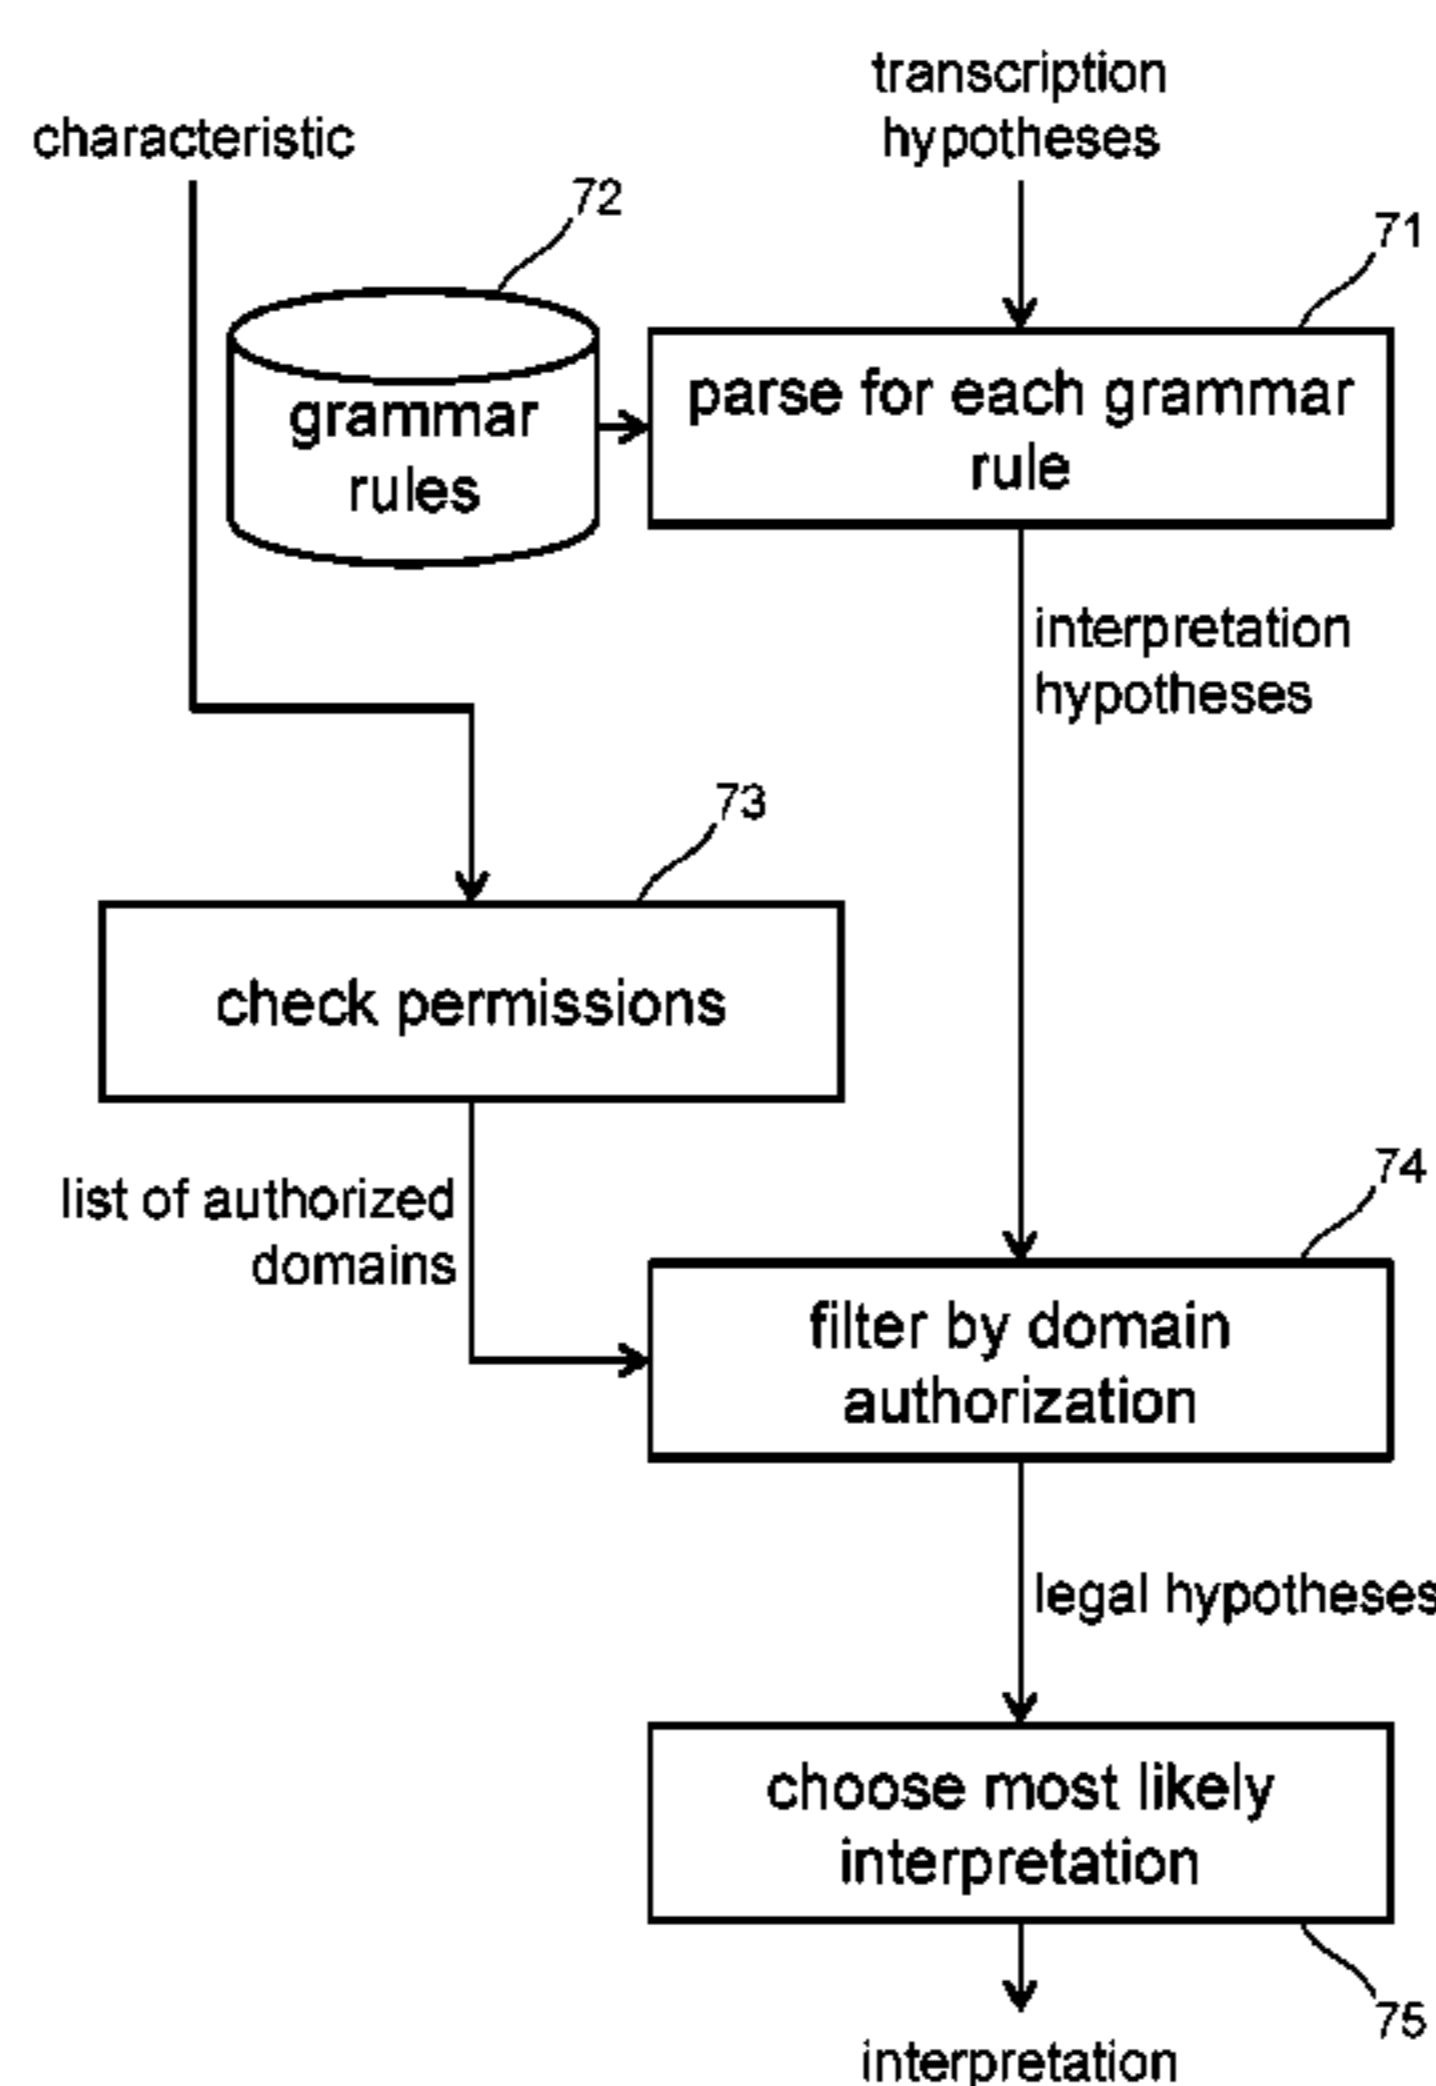 transcription
hypotheses
characteristic
72
71
grammar
rules
parse for each grammar
rule
interpretation
hypotheses
73
check permissions
list of authorized
domains
74
filter by domain
authorization
legal hypotheses
choose most likely
interpretation
75
interpretation